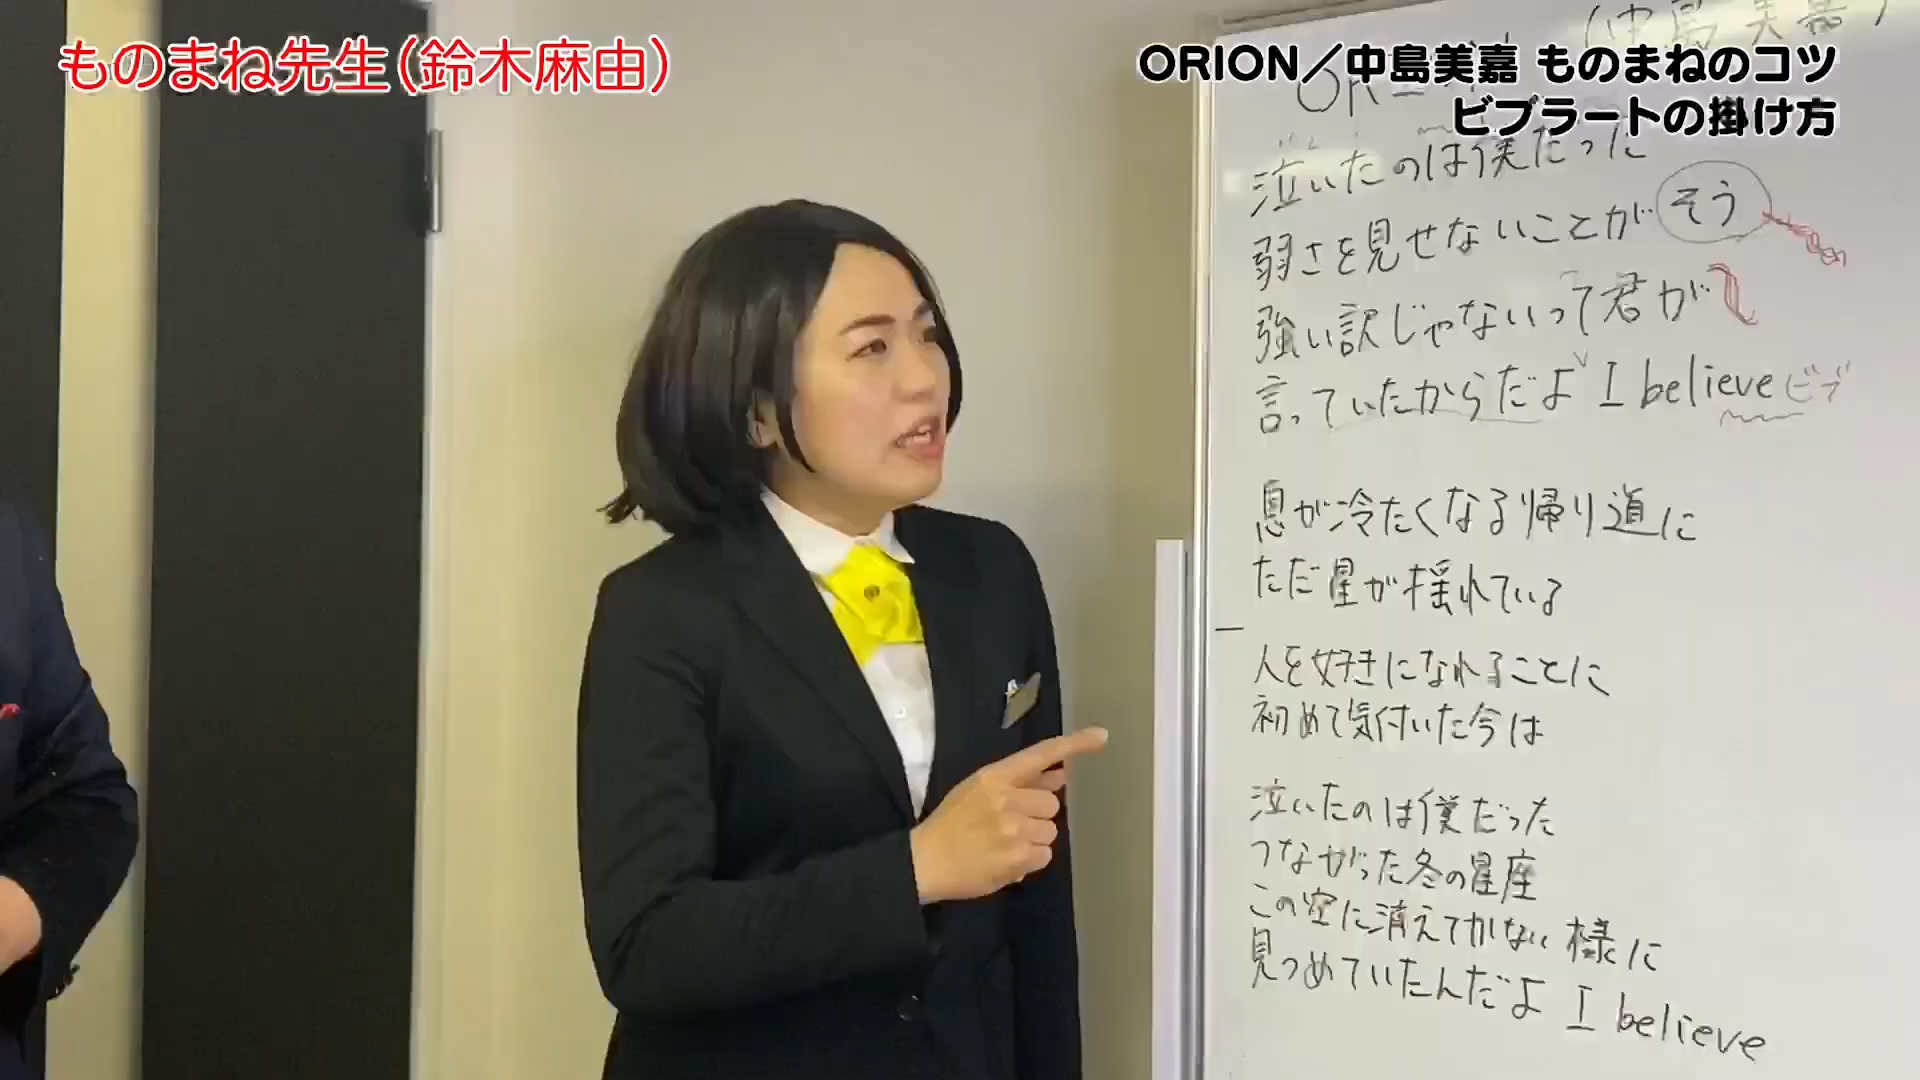 ものまね先生(鈴木麻由)
ORION/中島美嘉 ものまねのコツ
ビブラートの掛け方
(中島美嘉)
泣いたのは僕だった
弱さを見せないことが そう
強い訳じゃないって君が
言っていたからだよ I believe ビブ
息が冷たくなる帰り道に
ただ星が揺れている
人を好きになれることに
初めて気付いた今は
泣いたのは僕だった
つながった冬の星座
この空に消えてかない様に
見つめていたんだよ I believe